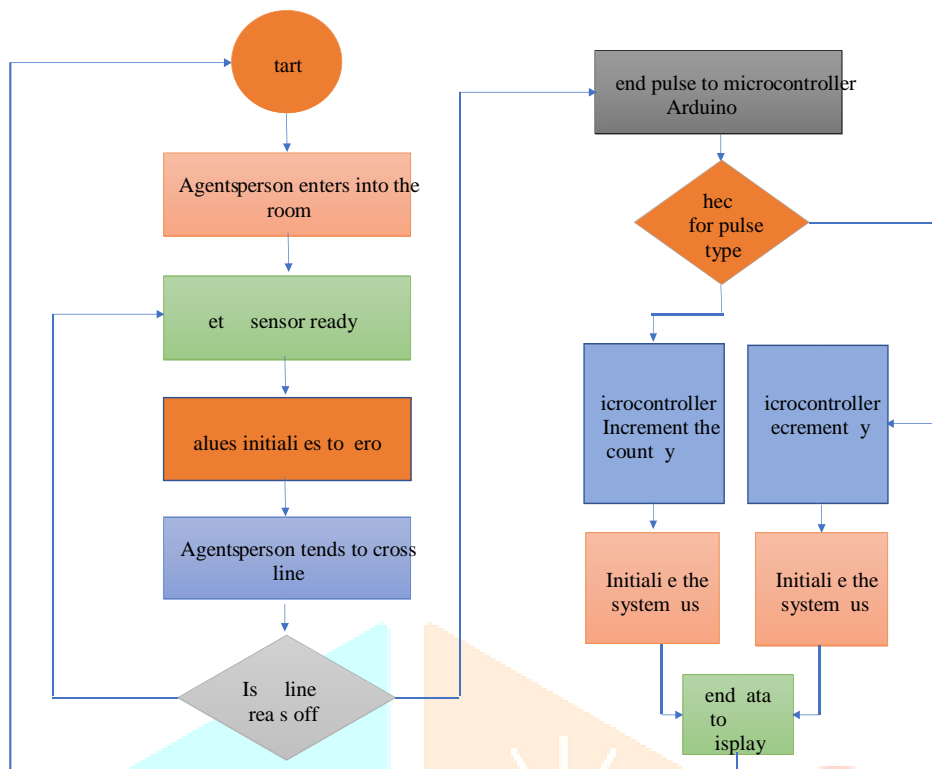 tart
Agentsperson enters into the
room
et sensor ready
alues initiali es to ero
Agentsperson tends to cross
line
Is line
rea s off
end pulse to microcontroller
Arduino
hec
for pulse
type
icrocontroller
Increment the
count y
icrocontroller
ecrement y
Initiali e the
system us
Initiali e the
system us
end ata
to
isplay